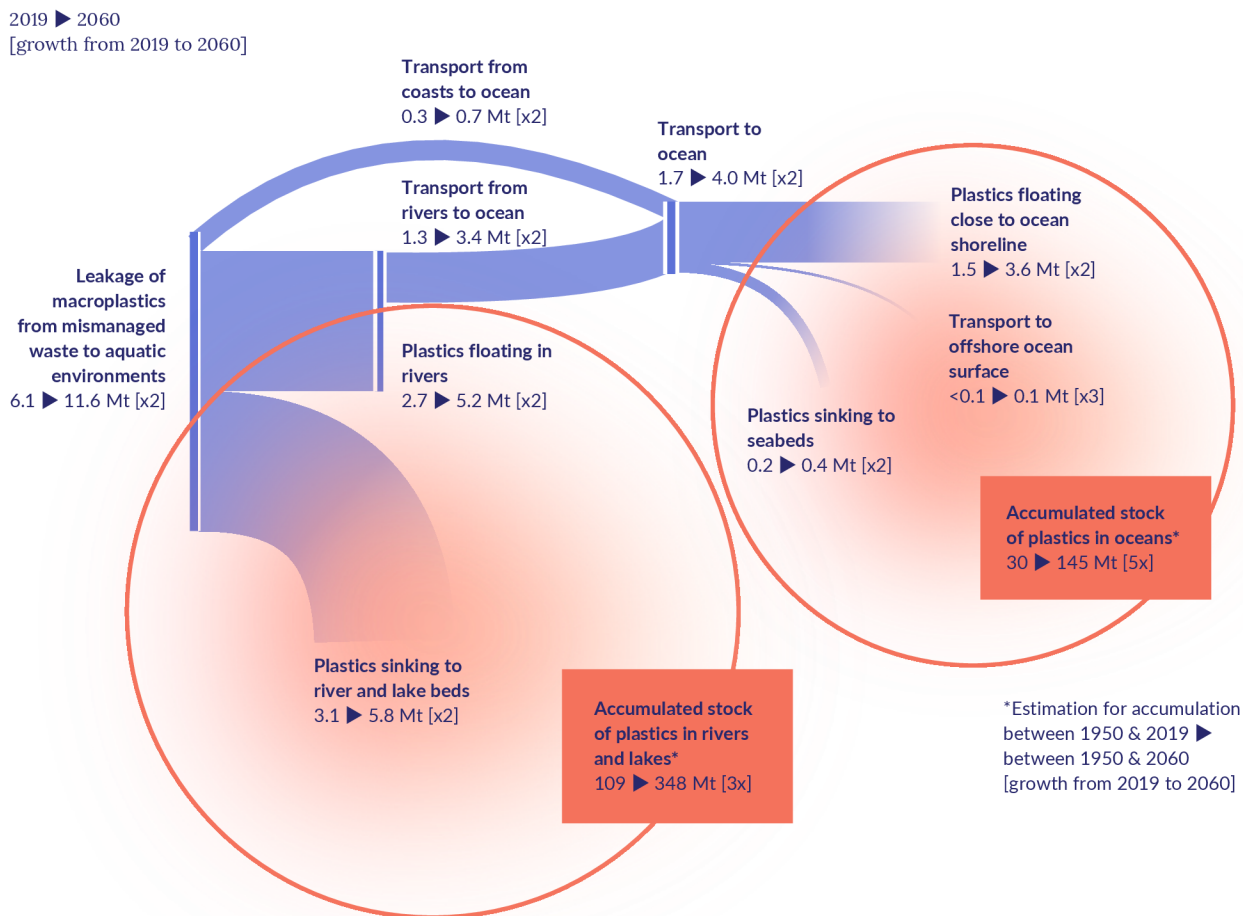 2019 ▶ 2060
[growth from 2019 to 2060]
Transport from
coasts to ocean
0.3 ▶ 0.7 Mt [x2]
Transport to
ocean
1.7 ▶ 4.0 Mt [x2]
Transport from
rivers to ocean
1.3 ▶ 3.4 Mt [x2]
Plastics floating
close to ocean
shoreline
1.5 ▶ 3.6 Mt [x2]
Leakage of
macroplastics
from mismanaged
waste to aquatic
environments
6.1 ▶ 11.6 Mt [x2]
Transport to
offshore ocean
surface
<0.1 ▶ 0.1 Mt [x3]
Plastics floating in
rivers
2.7 ▶ 5.2 Mt [x2]
Plastics sinking to
seabeds
0.2 ▶ 0.4 Mt [x2]
Accumulated stock
of plastics in oceans*
30 ▶ 145 Mt [5x]
Plastics sinking to
river and lake beds
3.1 ▶ 5.8 Mt [x2]
Accumulated stock
of plastics in rivers
and lakes*
109 ▶ 348 Mt [3x]
*Estimation for accumulation
between 1950 & 2019 ▶
between 1950 & 2060
[growth from 2019 to 2060]